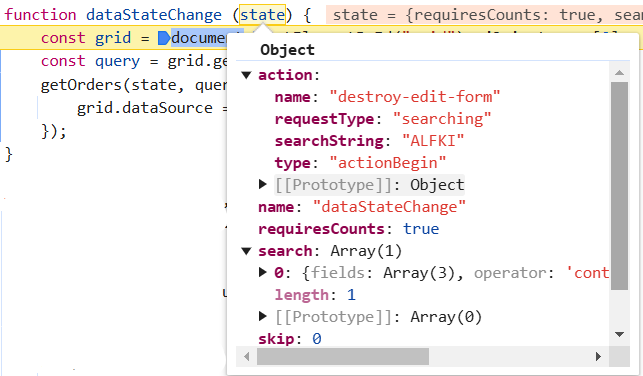 function dataStateChange (state) { state = {requiresCounts: true, sear
const grid = document
const query = grid.ge
getOrders(state, quer
grid.dataSource =
});
}
Object
action:
name: "destroy-edit-form"
requestType: "searching"
searchString: "ALFKI"
type: "actionBegin"
[[Prototype]]: Object
name: "dataStateChange"
requiresCounts: true
search: Array(1)
0: {fields: Array(3), operator: 'cont
length: 1
[[Prototype]]: Array(0)
skip: 0